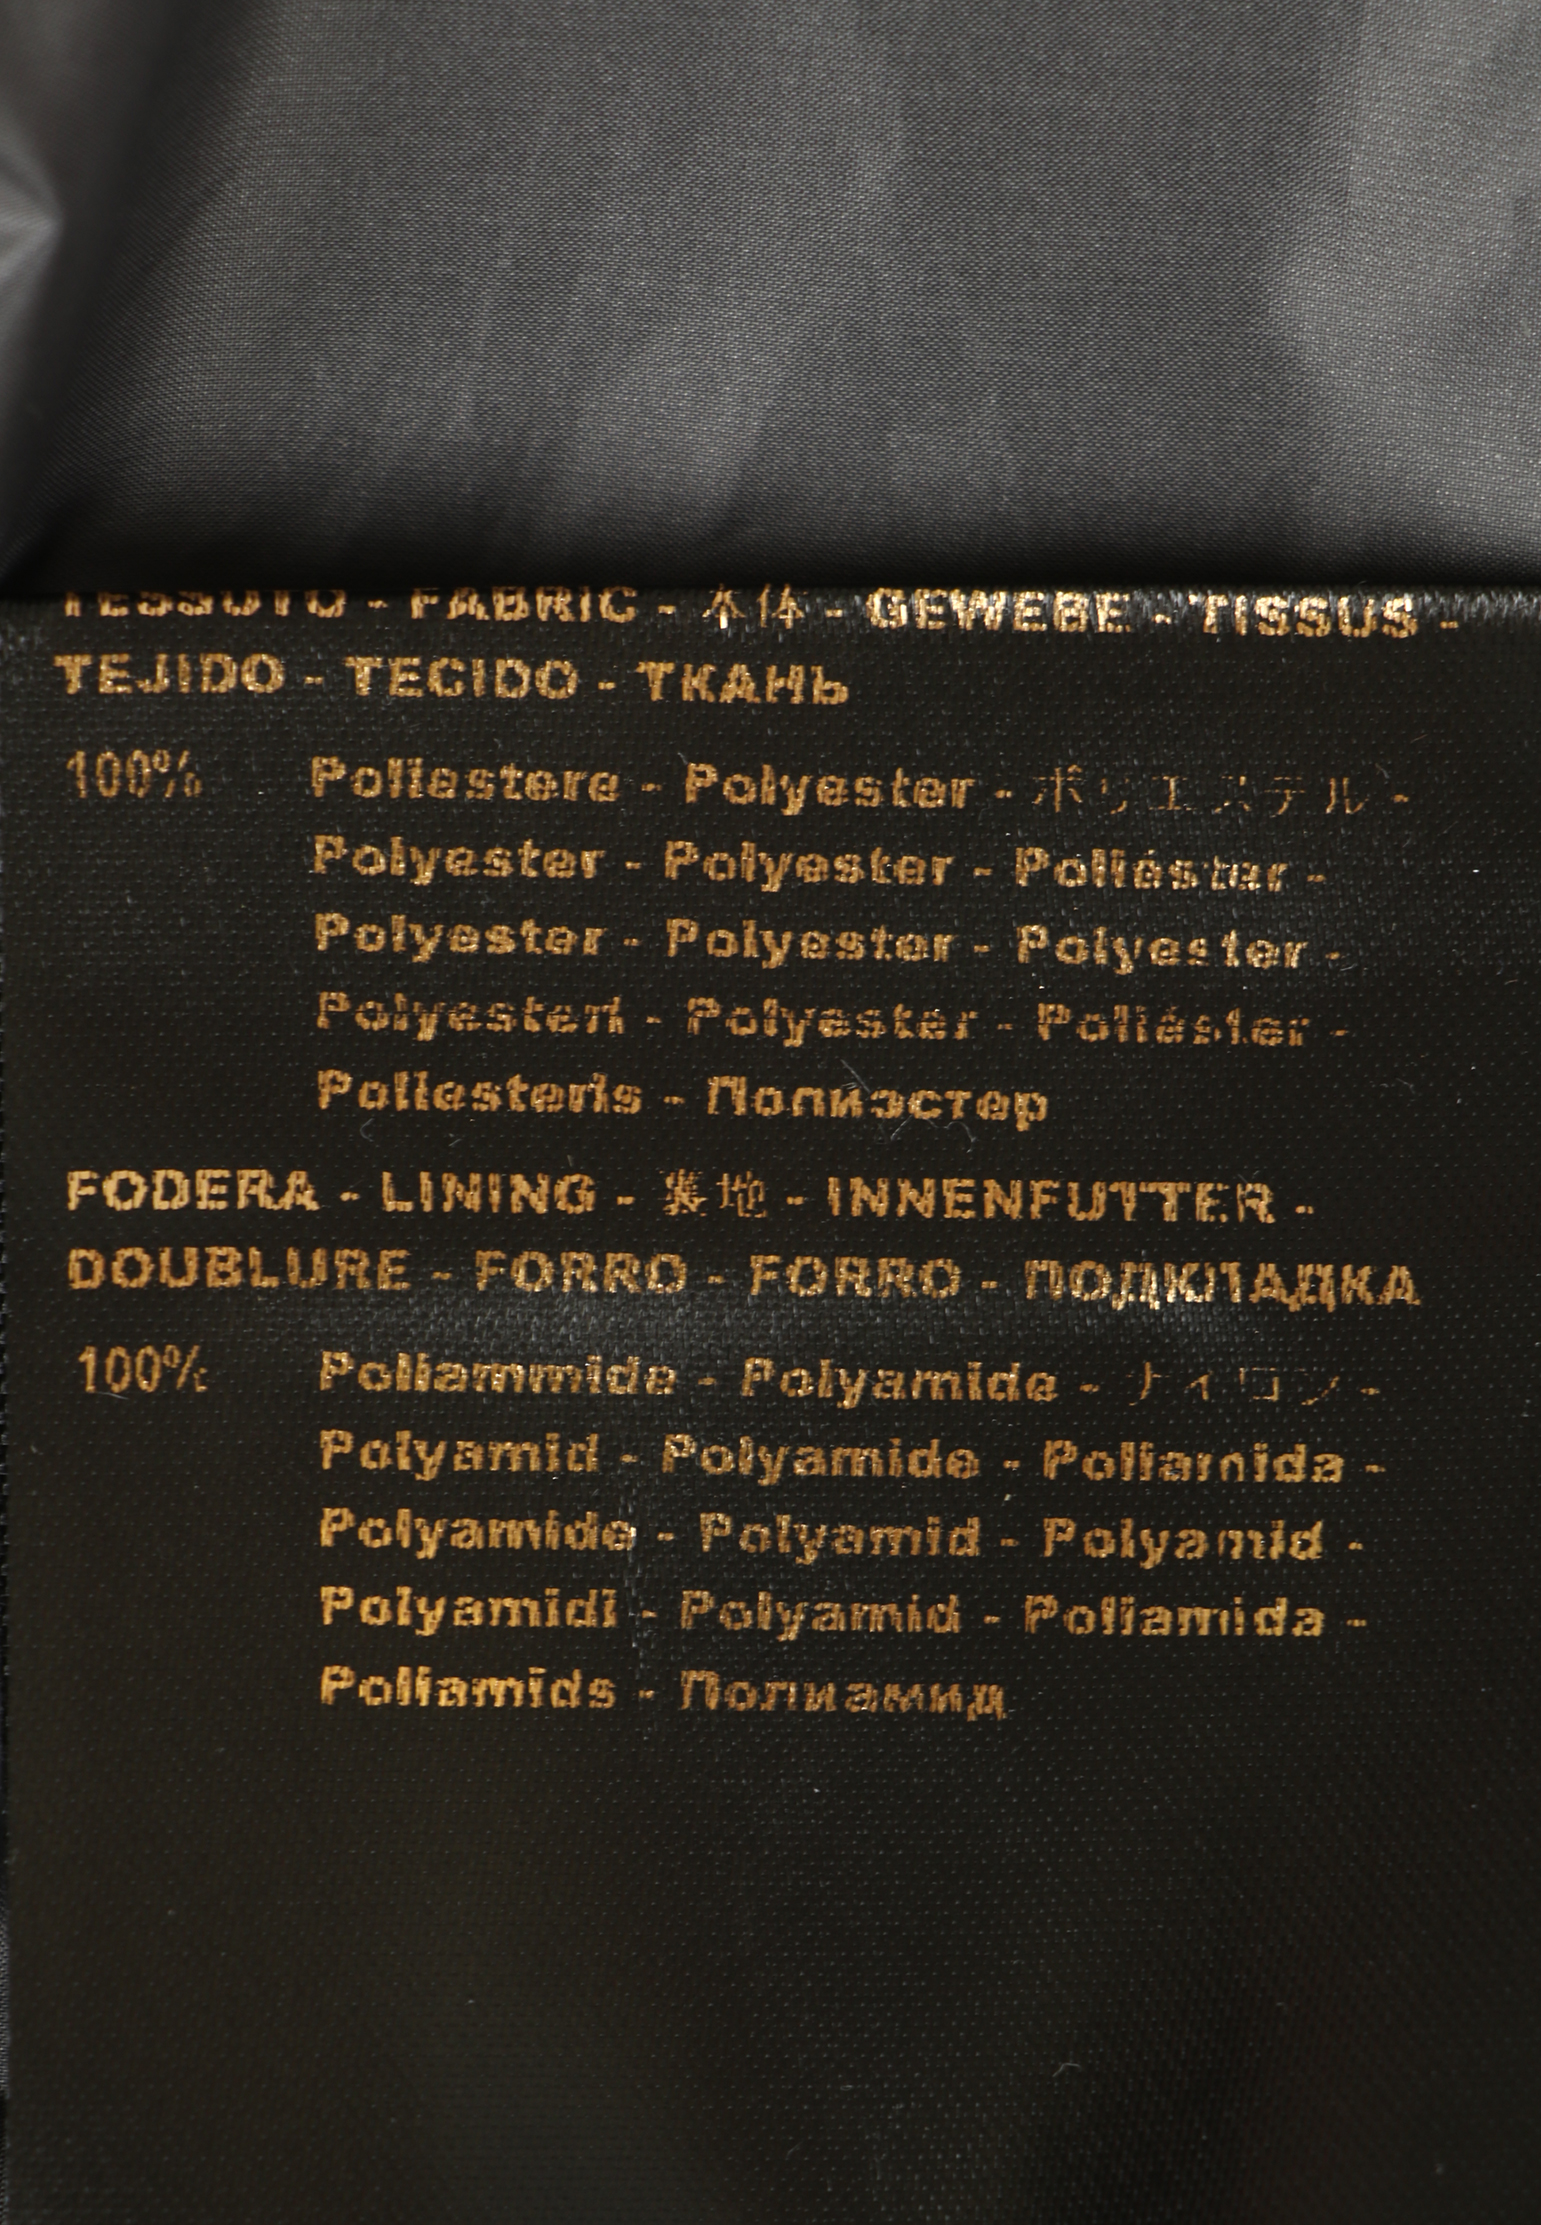 TESSUTO - FABRIC - 本体 - GEWEBE - TISSUS -
TEJIDO - TECIDO - ТКАНЬ
100% Poliestere - Polyester - ポリエステル -
Polyester - Polyester - Poliéster -
Polyester - Polyester - Polyester -
Polyesteri - Polyester - Poliéster -
Poliesteris - Полиэстер
FODERA - LINING - 裏地 - INNENFUTTER -
DOUBLURE - FORRO - FORRO - ПОДКЛАДКА
100% Poliammide - Polyamide - ナイロン -
Polyamid - Polyamide - Poliamida -
Polyamide - Polyamid - Polyamid -
Polyamidi - Polyamid - Poliamida -
Poliamids - Полиамид